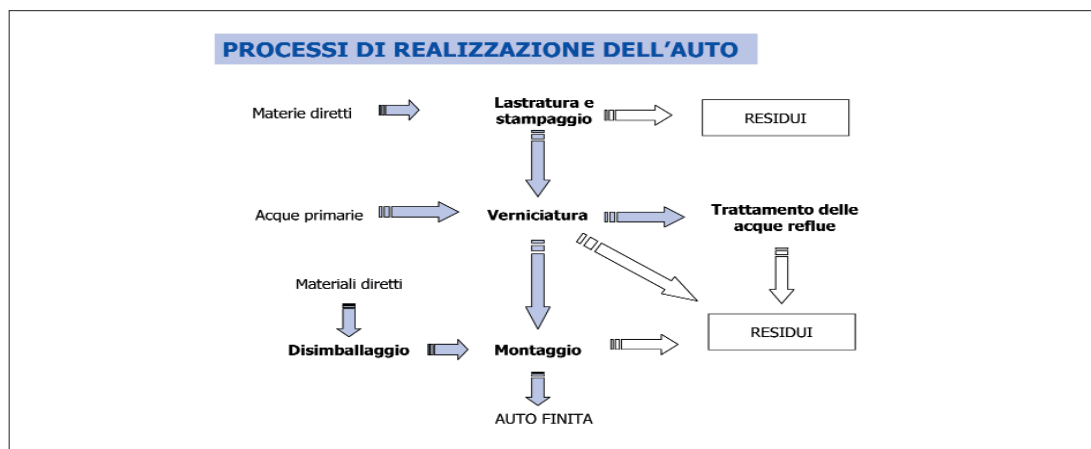 PROCESSI DI REALIZZAZIONE DELL'AUTO
Materie diretti
Lastratura e
stampaggio
RESIDUI
Acque primarie
Verniciatura
Trattamento delle
acque reflue
Materiali diretti
RESIDUI
Disimballaggio
Montaggio
AUTO FINITA